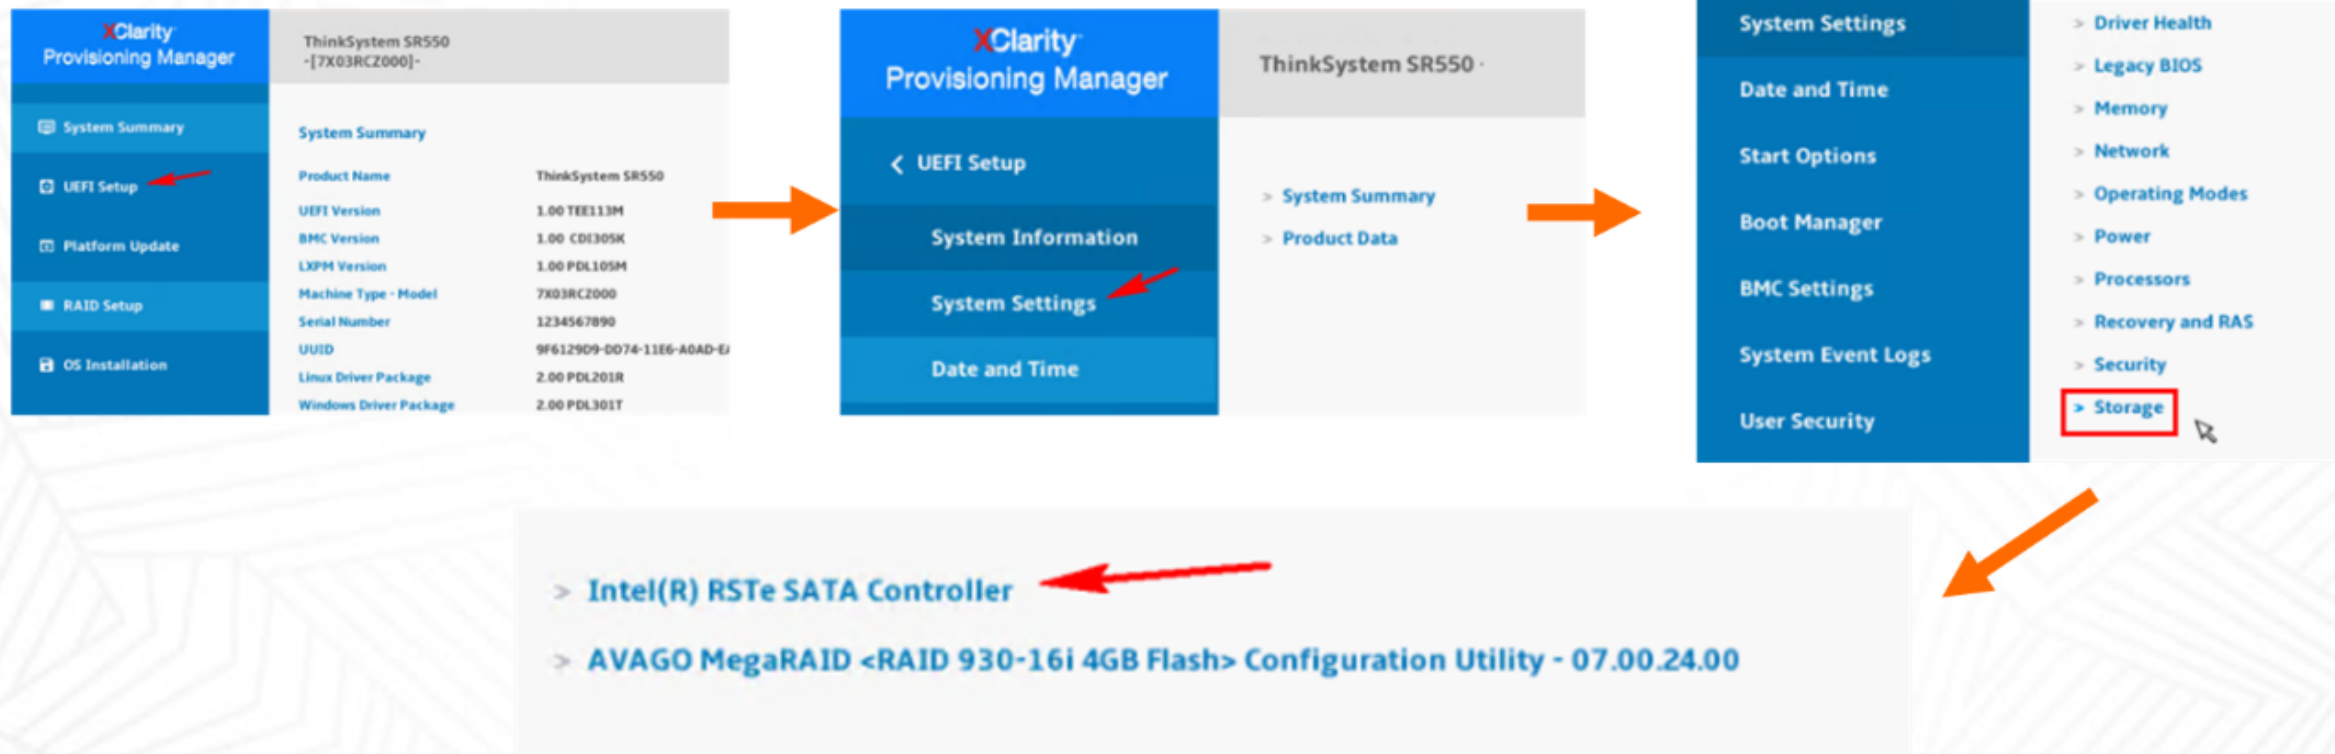 XClarity
Provisioning Manager
ThinkSystem SR550
-[7X03RCZ000]-
System Summary
UEFI Setup
Platform Update
RAID Setup
OS Installation
System Summary
Product Name ThinkSystem SR550
UEFI Version 1.00 TEE113M
BMC Version 1.00 CDI305K
LXPM Version 1.00 PDL105M
Machine Type - Model 7X03RCZ000
Serial Number 1234567890
UUID 9F6129D9-DD74-11E6-A0AD-
Linux Driver Package 2.00 PDL201R
Windows Driver Package 2.00 PDL301T
XClarity
Provisioning Manager
ThinkSystem SR550
< UEFI Setup
System Information
System Settings
Date and Time
> System Summary
> Product Data
System Settings
Date and Time
Start Options
Boot Manager
BMC Settings
System Event Logs
User Security
> Driver Health
> Legacy BIOS
> Memory
> Network
> Operating Modes
> Power
> Processors
> Recovery and RAS
> Security
> Storage
> Intel(R) RSTe SATA Controller
> AVAGO MegaRAID <RAID 930-16i 4GB Flash> Configuration Utility - 07.00.24.00